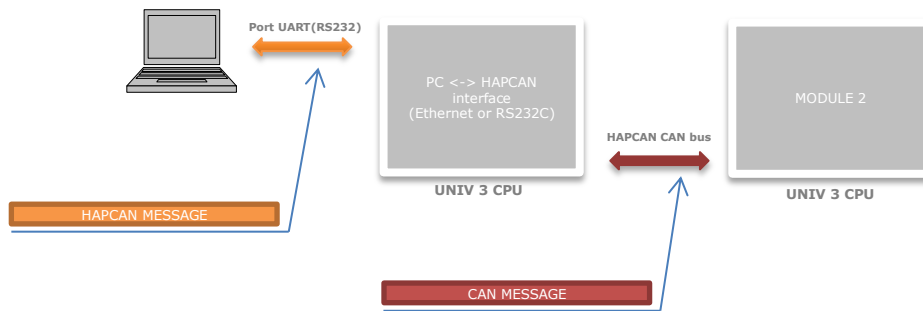 Port UART(RS232)
PC <-> HAPCAN
interface
(Ethernet or RS232C)
MODULE 2
HAPCAN CAN bus
UNIV 3 CPU
UNIV 3 CPU
HAPCAN MESSAGE
CAN MESSAGE